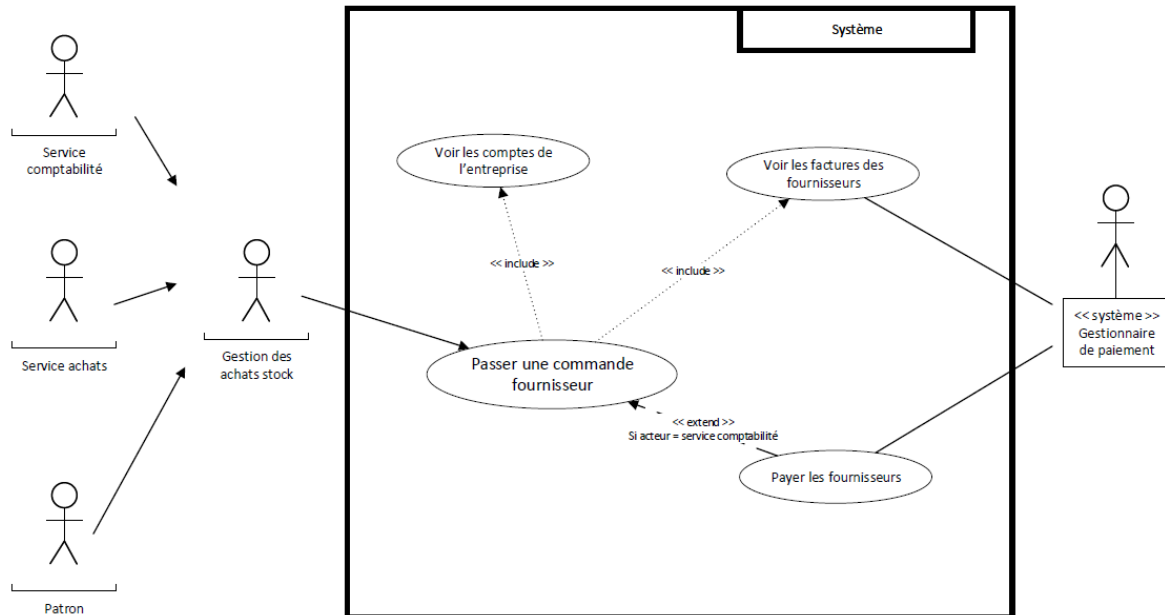 Système
Service
comptabilité
Voir les comptes de
l'entreprise
Voir les factures des
fournisseurs
<< include >>
<< include >>
Service achats
Gestion des
achats stock
Passer une commande
fournisseur
<< système >>
Gestionnaire
de paiement
<< extend >>
Si acteur = service comptabilité
Payer les fournisseurs
Patron